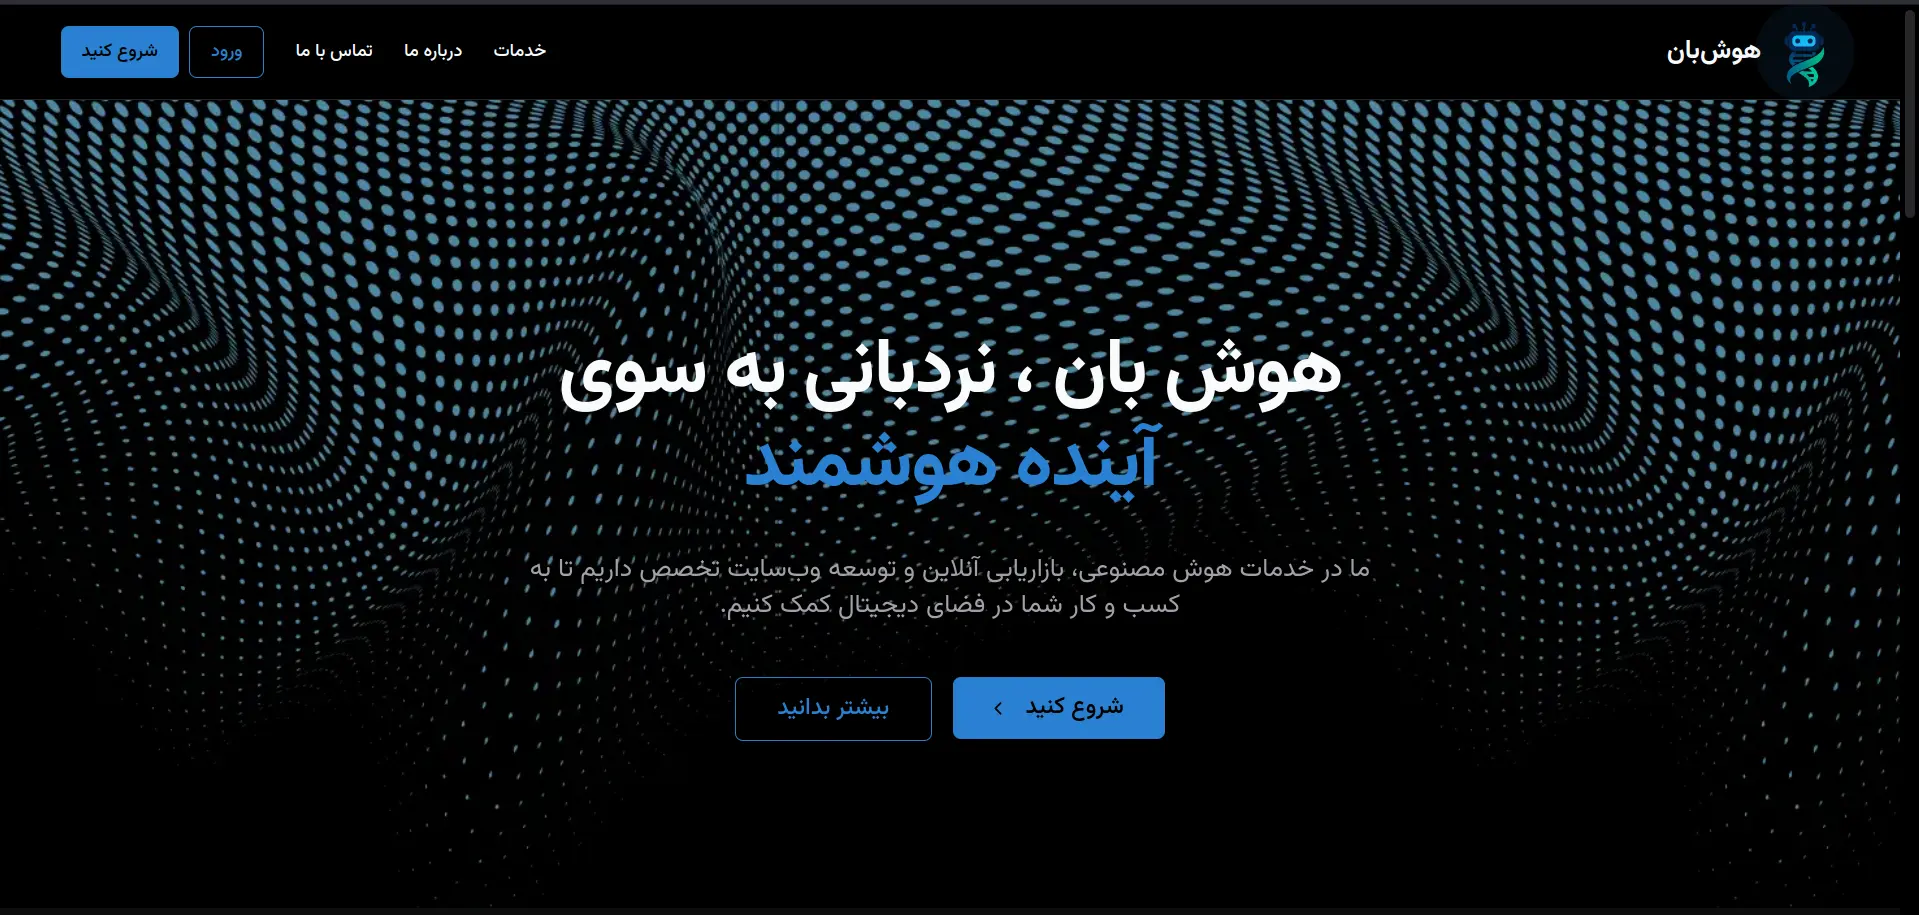 هوش‌بان
خدمات
درباره ما
تماس با ما
ورود
شروع کنید
هوش بان ، نردبانی به سوی
آینده هوشمند
ما در خدمات هوش مصنوعی، بازاریابی آنلاین و توسعه وب‌سایت تخصص داریم تا به
کسب و کار شما در فضای دیجیتال کمک کنیم.
شروع کنید
بیشتر بدانید